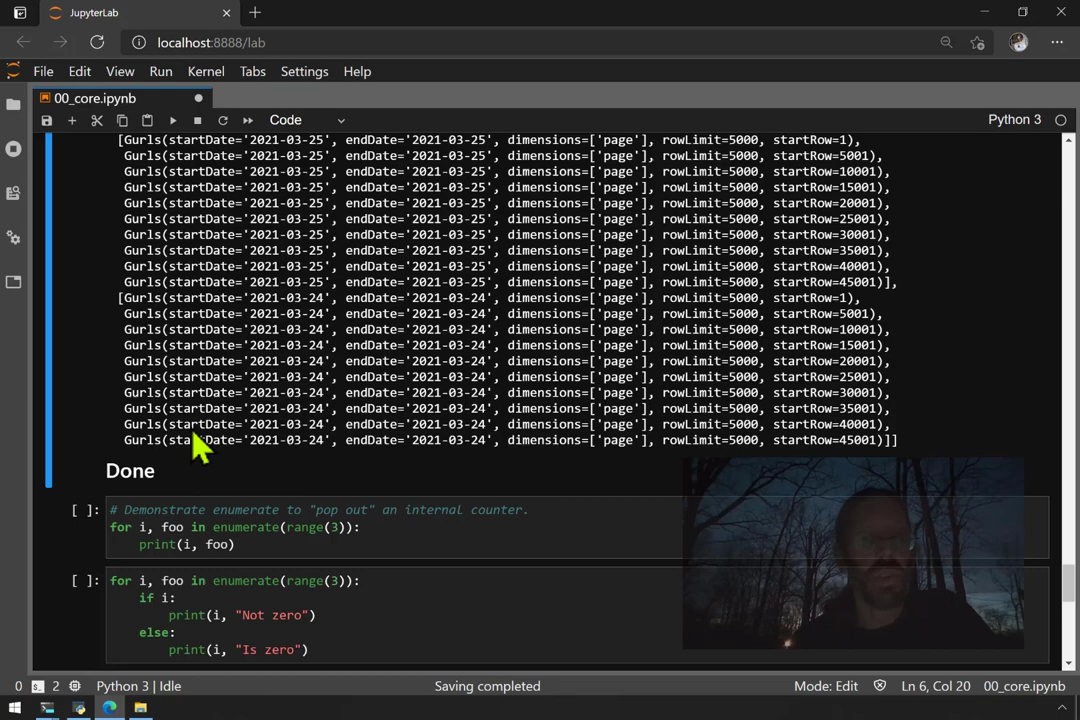 JupyterLab
localhost:8888/lab
File Edit View Run Kernel Tabs Settings Help
00_core.ipynb
Code Python 3
[Gurls(startDate='2021-03-25', endDate='2021-03-25', dimensions=['page'], rowLimit=5000, startRow=1),
Gurls(startDate='2021-03-25', endDate='2021-03-25', dimensions=['page'], rowLimit=5000, startRow=5001),
Gurls(startDate='2021-03-25', endDate='2021-03-25', dimensions=['page'], rowLimit=5000, startRow=10001),
Gurls(startDate='2021-03-25', endDate='2021-03-25', dimensions=['page'], rowLimit=5000, startRow=15001),
Gurls(startDate='2021-03-25', endDate='2021-03-25', dimensions=['page'], rowLimit=5000, startRow=20001),
Gurls(startDate='2021-03-25', endDate='2021-03-25', dimensions=['page'], rowLimit=5000, startRow=25001),
Gurls(startDate='2021-03-25', endDate='2021-03-25', dimensions=['page'], rowLimit=5000, startRow=30001),
Gurls(startDate='2021-03-25', endDate='2021-03-25', dimensions=['page'], rowLimit=5000, startRow=35001),
Gurls(startDate='2021-03-25', endDate='2021-03-25', dimensions=['page'], rowLimit=5000, startRow=40001),
Gurls(startDate='2021-03-25', endDate='2021-03-25', dimensions=['page'], rowLimit=5000, startRow=45001)],
[Gurls(startDate='2021-03-24', endDate='2021-03-24', dimensions=['page'], rowLimit=5000, startRow=1),
Gurls(startDate='2021-03-24', endDate='2021-03-24', dimensions=['page'], rowLimit=5000, startRow=5001),
Gurls(startDate='2021-03-24', endDate='2021-03-24', dimensions=['page'], rowLimit=5000, startRow=10001),
Gurls(startDate='2021-03-24', endDate='2021-03-24', dimensions=['page'], rowLimit=5000, startRow=15001),
Gurls(startDate='2021-03-24', endDate='2021-03-24', dimensions=['page'], rowLimit=5000, startRow=20001),
Gurls(startDate='2021-03-24', endDate='2021-03-24', dimensions=['page'], rowLimit=5000, startRow=25001),
Gurls(startDate='2021-03-24', endDate='2021-03-24', dimensions=['page'], rowLimit=5000, startRow=30001),
Gurls(startDate='2021-03-24', endDate='2021-03-24', dimensions=['page'], rowLimit=5000, startRow=35001),
Gurls(startDate='2021-03-24', endDate='2021-03-24', dimensions=['page'], rowLimit=5000, startRow=40001),
Gurls(startDate='2021-03-24', endDate='2021-03-24', dimensions=['page'], rowLimit=5000, startRow=45001)]]
Done
[ ]: # Demonstrate enumerate to "pop out" an internal counter.
for i, foo in enumerate(range(3)):
print(i, foo)
[ ]: for i, foo in enumerate(range(3)):
if i:
print(i, "Not zero")
else:
print(i, "Is zero")
0 2 Python 3 | Idle Saving completed Mode: Edit Ln 6, Col 20 00_core.ipynb